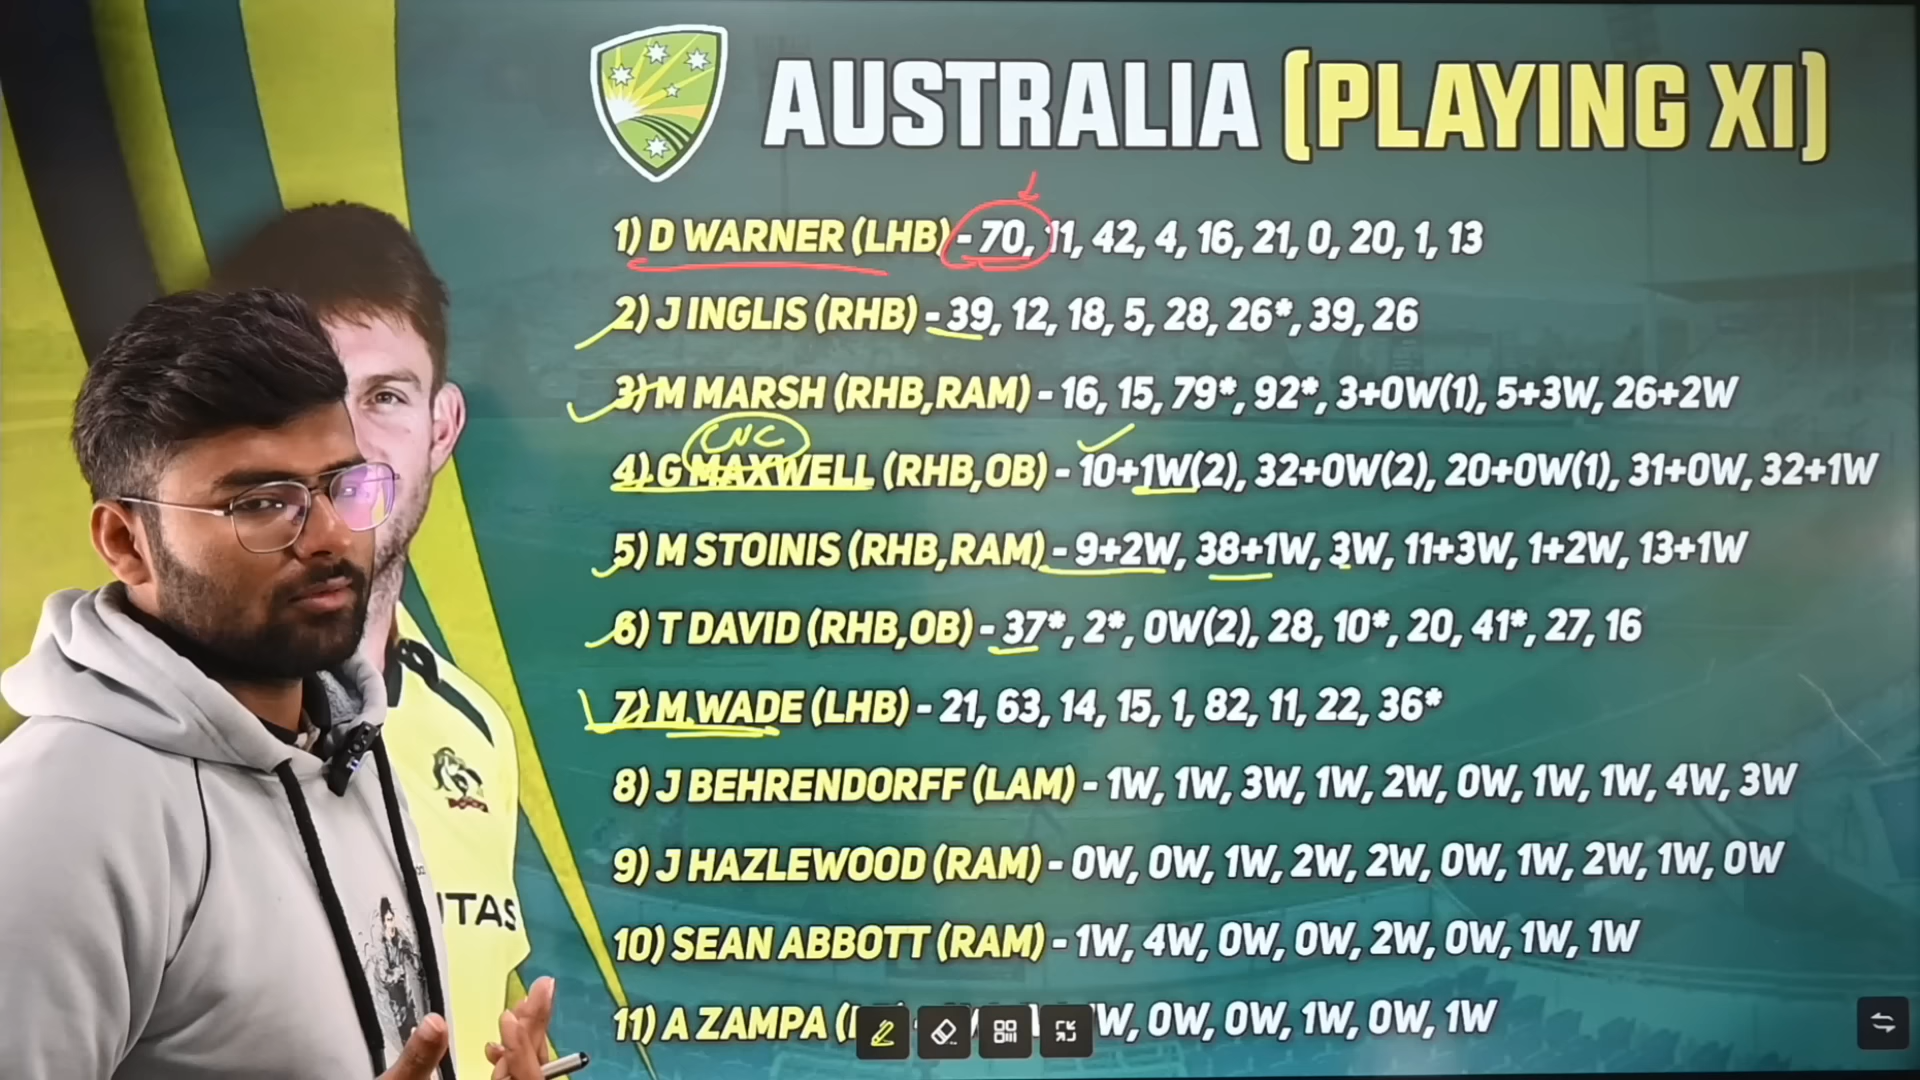 AUSTRALIA (PLAYING XI)
1) D WARNER (LHB) - 70, 11, 42, 4, 16, 21, 0, 20, 1, 13
2) J INGLIS (RHB) - 39, 12, 18, 5, 28, 26*, 39, 26
3) M MARSH (RHB,RAM) - 16, 15, 79*, 92*, 3+0W(1), 5+3W, 26+2W
CNC
4) G MAXWELL (RHB,OB) - 10+1W(2), 32+0W(2), 20+0W(1), 31+0W, 32+1W
5) M STOINIS (RHB,RAM) - 9+2W, 38+1W, 3W, 11+3W, 1+2W, 13+1W
6) T DAVID (RHB,OB) - 37*, 2*, 0W(2), 28, 10*, 20, 41*, 27, 16
7) M WADE (LHB) - 21, 63, 14, 15, 1, 82, 11, 22, 36*
8) J BEHRENDORFF (LAM) - 1W, 1W, 3W, 1W, 2W, 0W, 1W, 1W, 4W, 3W
9) J HAZLEWOOD (RAM) - 0W, 0W, 1W, 2W, 2W, 0W, 1W, 2W, 1W, 0W
ITAS
10) SEAN ABBOTT (RAM) - 1W, 4W, 0W, 0W, 2W, 0W, 1W, 1W
11) A ZAMPA ( W, 0W, 0W, 1W, 0W, 1W